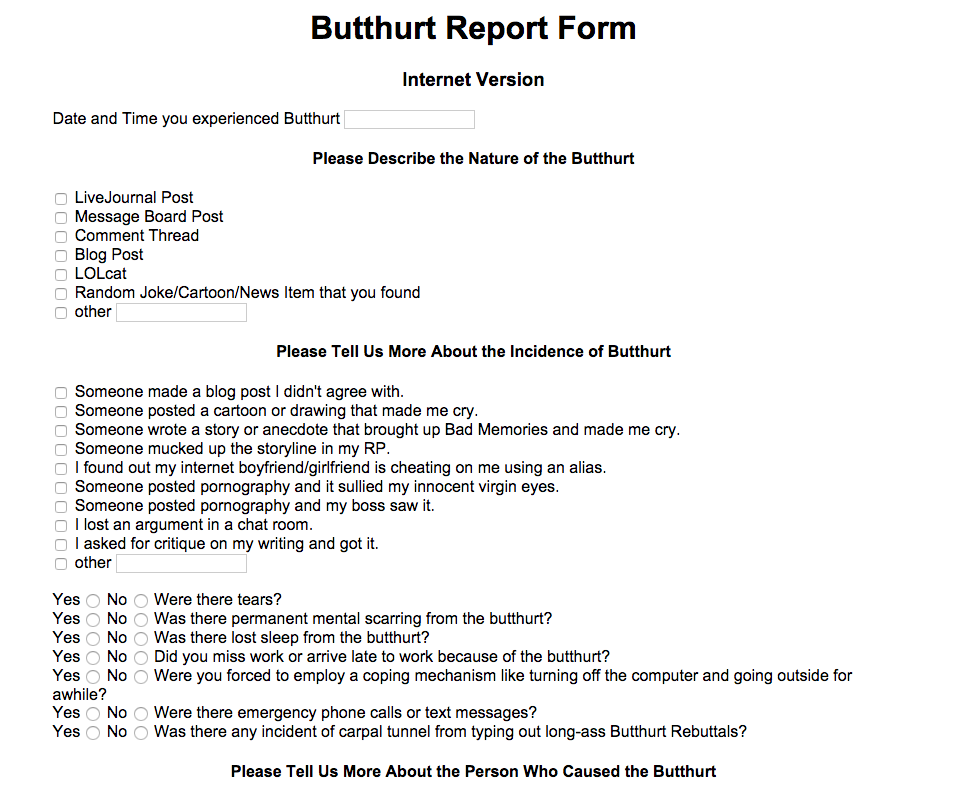 Butthurt Report Form
Internet Version
Date and Time you experienced Butthurt
Please Describe the Nature of the Butthurt
LiveJournal Post
Message Board Post
Comment Thread
Blog Post
LOLcat
Random Joke/Cartoon/News Item that you found
other
Please Tell Us More About the Incidence of Butthurt
Someone made a blog post I didn't agree with.
Someone posted a cartoon or drawing that made me cry.
Someone wrote a story or anecdote that brought up Bad Memories and made me cry.
Someone mucked up the storyline in my RP.
I found out my internet boyfriend/girlfriend is cheating on me using an alias.
Someone posted pornography and it sullied my innocent virgin eyes.
Someone posted pornography and my boss saw it.
I lost an argument in a chat room.
I asked for critique on my writing and got it.
other
Yes No Were there tears?
Yes No Was there permanent mental scarring from the butthurt?
Yes No Was there lost sleep from the butthurt?
Yes No Did you miss work or arrive late to work because of the butthurt?
Yes No Were you forced to employ a coping mechanism like turning off the computer and going outside for
awhile?
Yes No Were there emergency phone calls or text messages?
Yes No Was there any incident of carpal tunnel from typing out long-ass Butthurt Rebuttals?
Please Tell Us More About the Person Who Caused the Butthurt